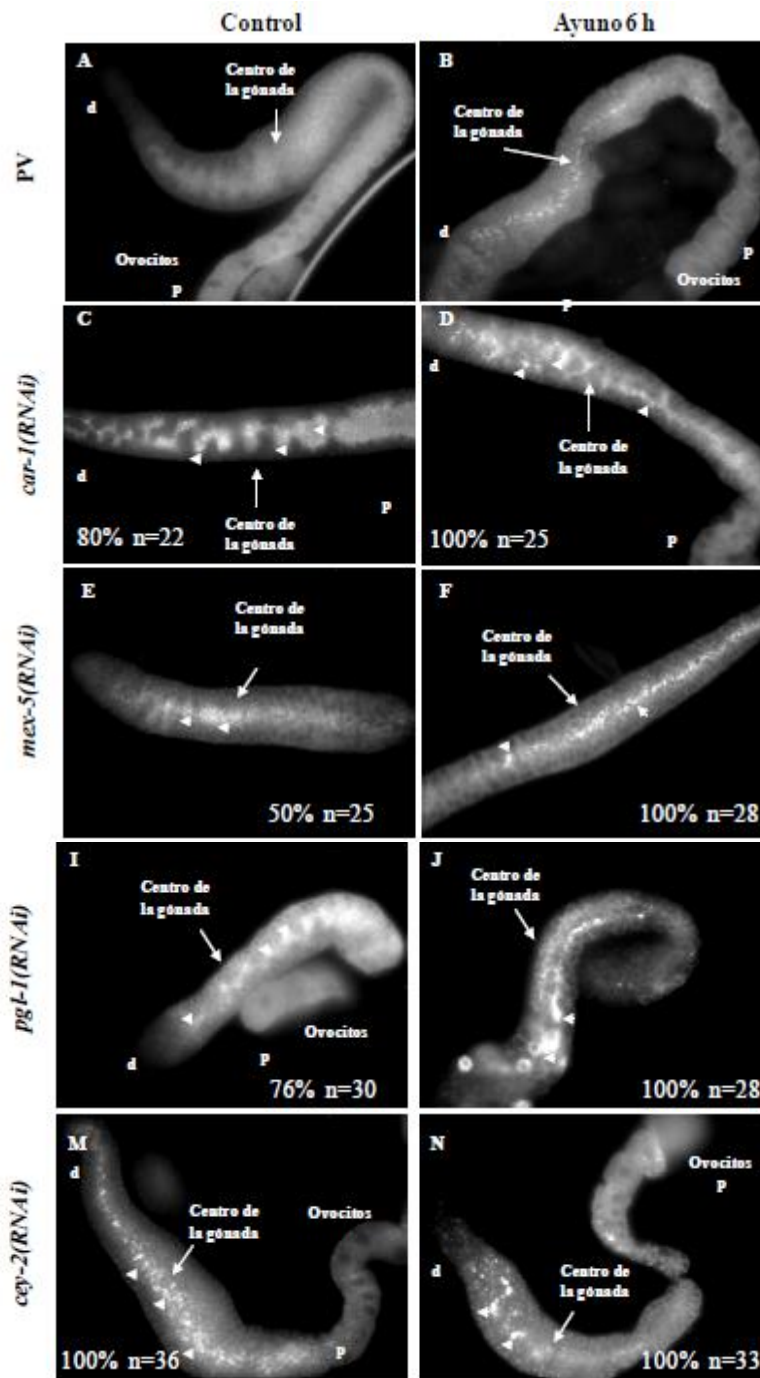 Control
Ayuno 6 h
PV
A
Centro de
la gónada
d
Ovocitos
p
B
Centro de
la gónada
d
p
Ovocitos
car-1(RNAi)
C
d
Centro de
la gónada
p
80% n=22
p
D
d
Centro de
la gónada
p
100% n=25
mex-5(RNAi)
E
Centro de
la gónada
50% n=25
F
Centro de
la gónada
100% n=28
pgl-1(RNAi)
I
Centro de
la gónada
Ovocitos
d
p
76% n=30
J
Centro de
la gónada
100% n=28
cey-2(RNAi)
M
d
Centro de
la gónada
Ovocitos
p
100% n=36
N
Ovocitos
p
d
Centro de
la gónada
100% n=33